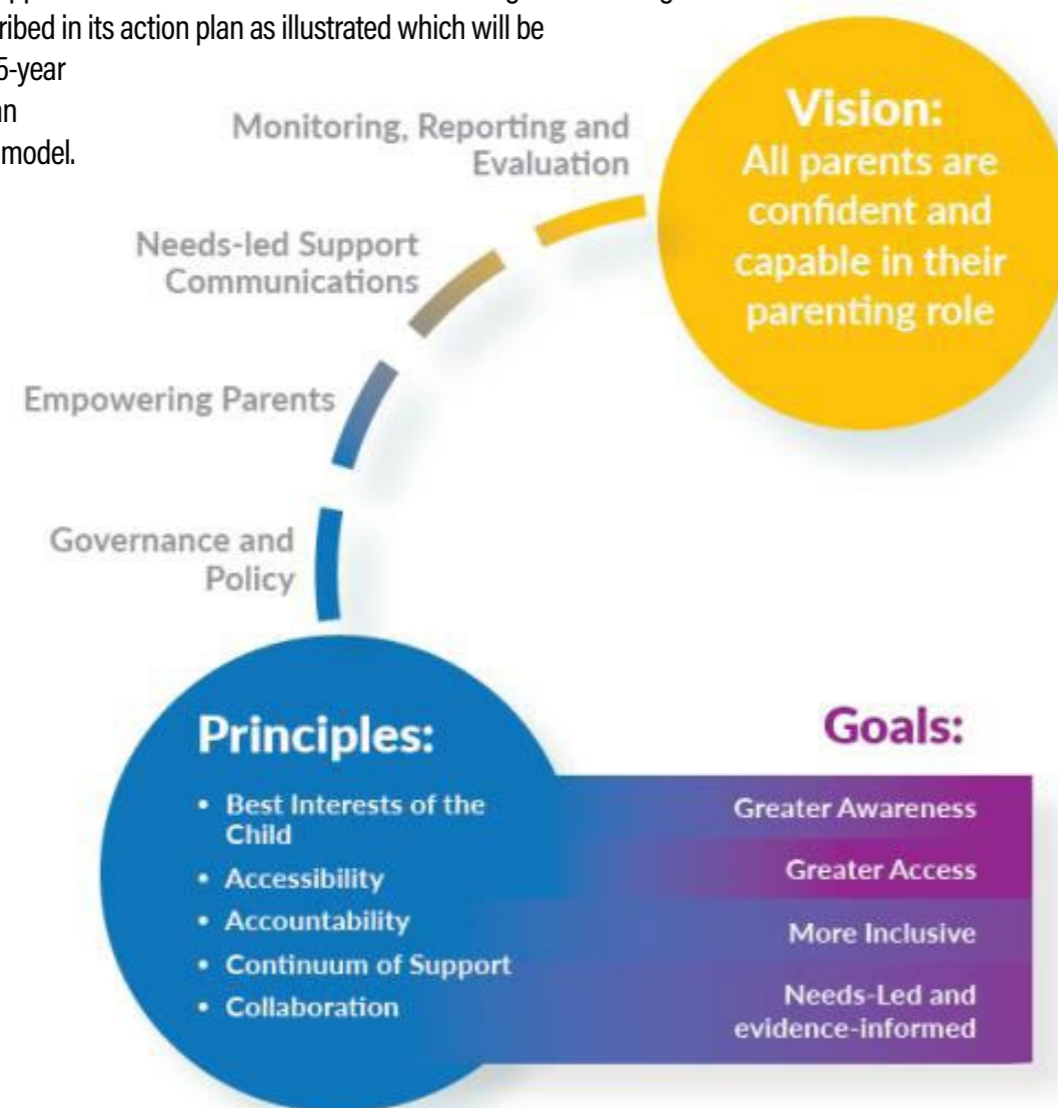 ribed in its action plan as illustrated which will be
5-year
model.
Monitoring, Reporting and
Evaluation
Needs-led Support
Communications
Empowering Parents
Governance and
Policy
Vision:
All parents are
confident and
capable in their
parenting role
Principles:
• Best Interests of the
Child
• Accessibility
• Accountability
• Continuum of Support
• Collaboration
Goals:
Greater Awareness
Greater Access
More Inclusive
Needs-Led and
evidence-informed